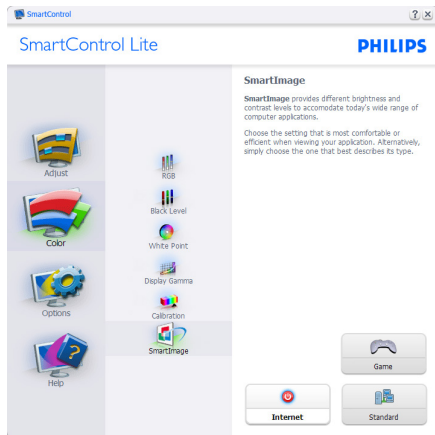 SmartControl
SmartControl Lite
PHILIPS
Adjust
Color
Options
Help
RGB
Black Level
White Point
Display Gamma
Calibration
SmartImage
SmartImage
SmartImage provides different brightness and
contrast levels to accomodate today's wide range of
computer applications.
Choose the setting that is most comfortable or
efficient when viewing your application. Alternatively,
simply choose the one that best describes its type.
Game
Internet
Standard